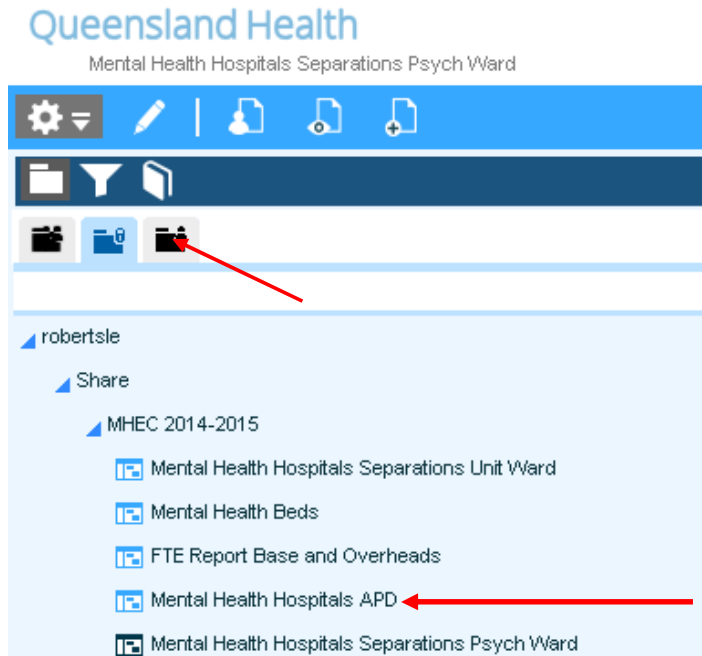 Queensland Health
Mental Health Hospitals Separations Psych Ward
robertsle
Share
MHEC 2014-2015
Mental Health Hospitals Separations Unit Ward
Mental Health Beds
FTE Report Base and Overheads
Mental Health Hospitals APD
Mental Health Hospitals Separations Psych Ward